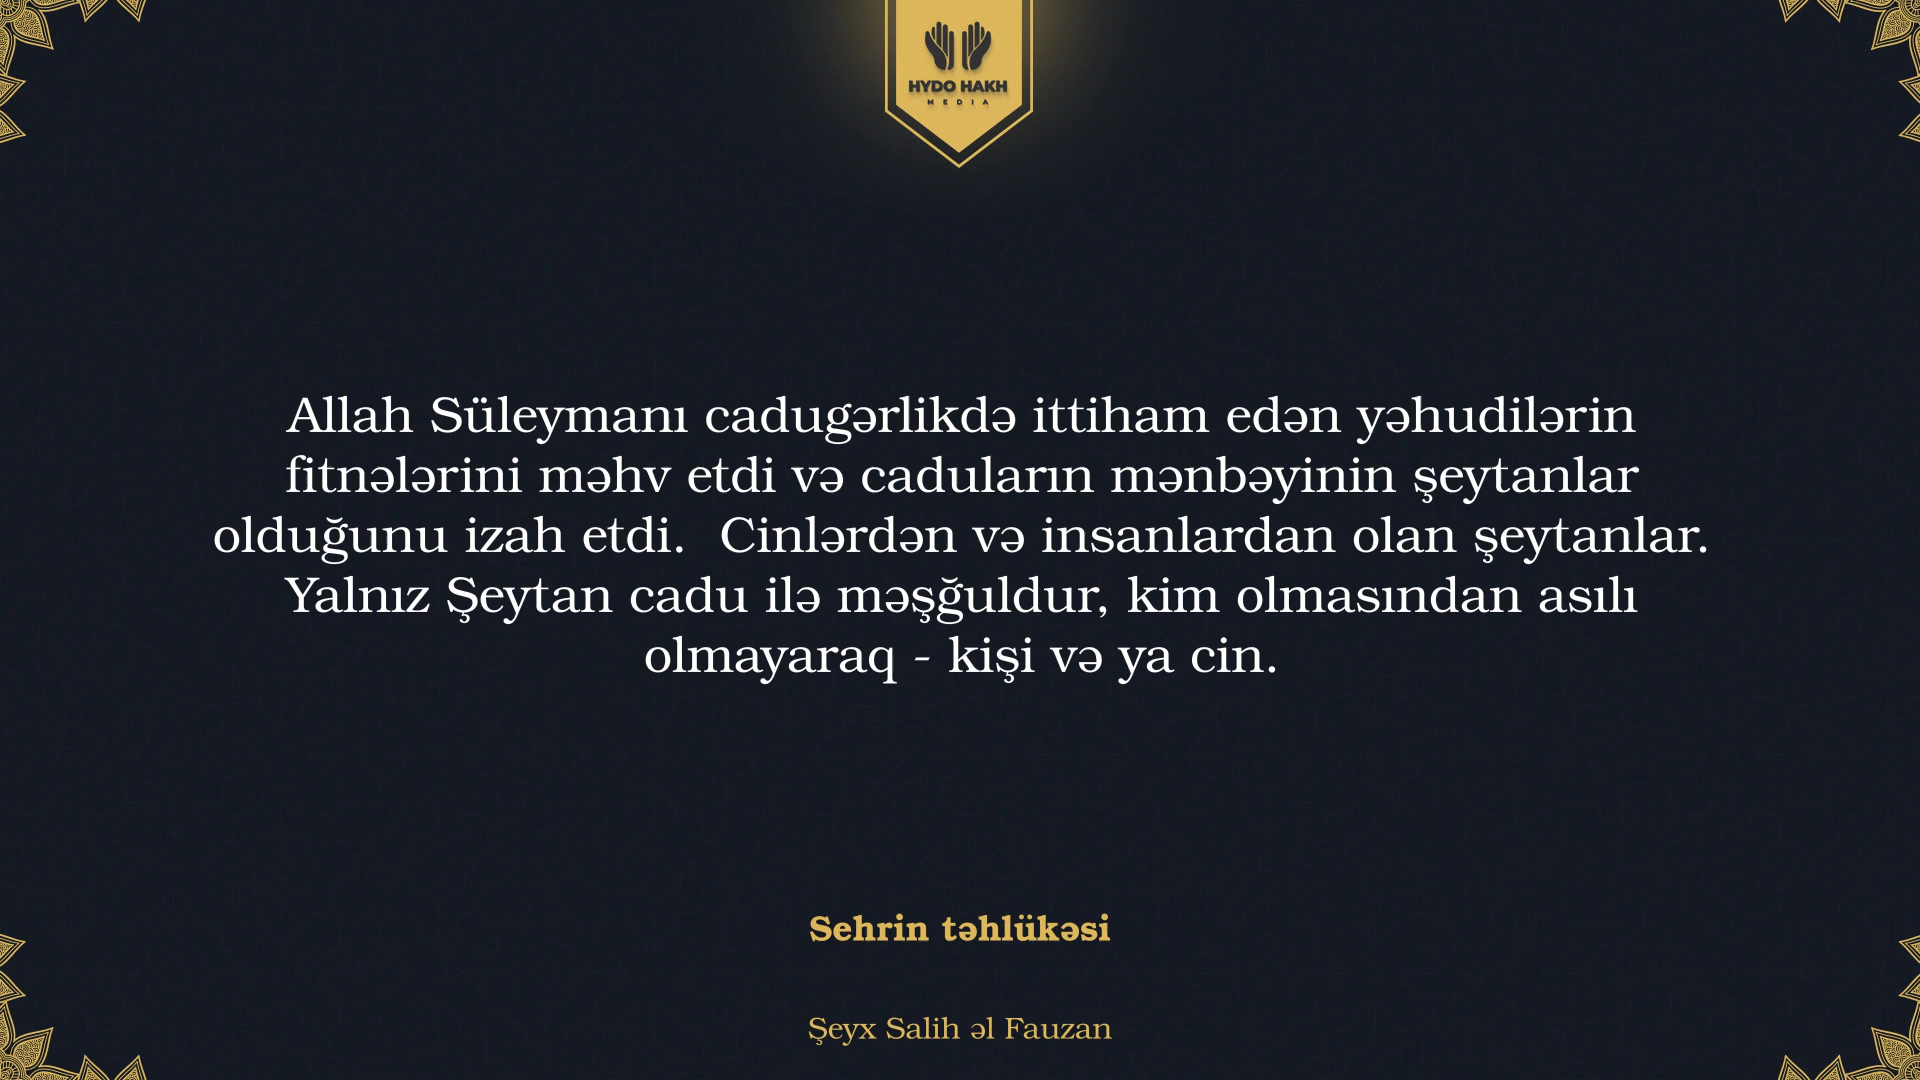 HYDO HAKH
MEDIA
Allah Süleymanı cadugərlikdə ittiham edən yəhudilərin
fitnələrini məhv etdi və caduların mənbəyinin şeytanlar
olduğunu izah etdi.  Cinlərdən və insanlardan olan şeytanlar.
Yalnız Şeytan cadu ilə məşğuldur, kim olmasından asılı
olmayaraq - kişi və ya cin.
Sehrin təhlükəsi
Şeyx Salih əl Fauzan